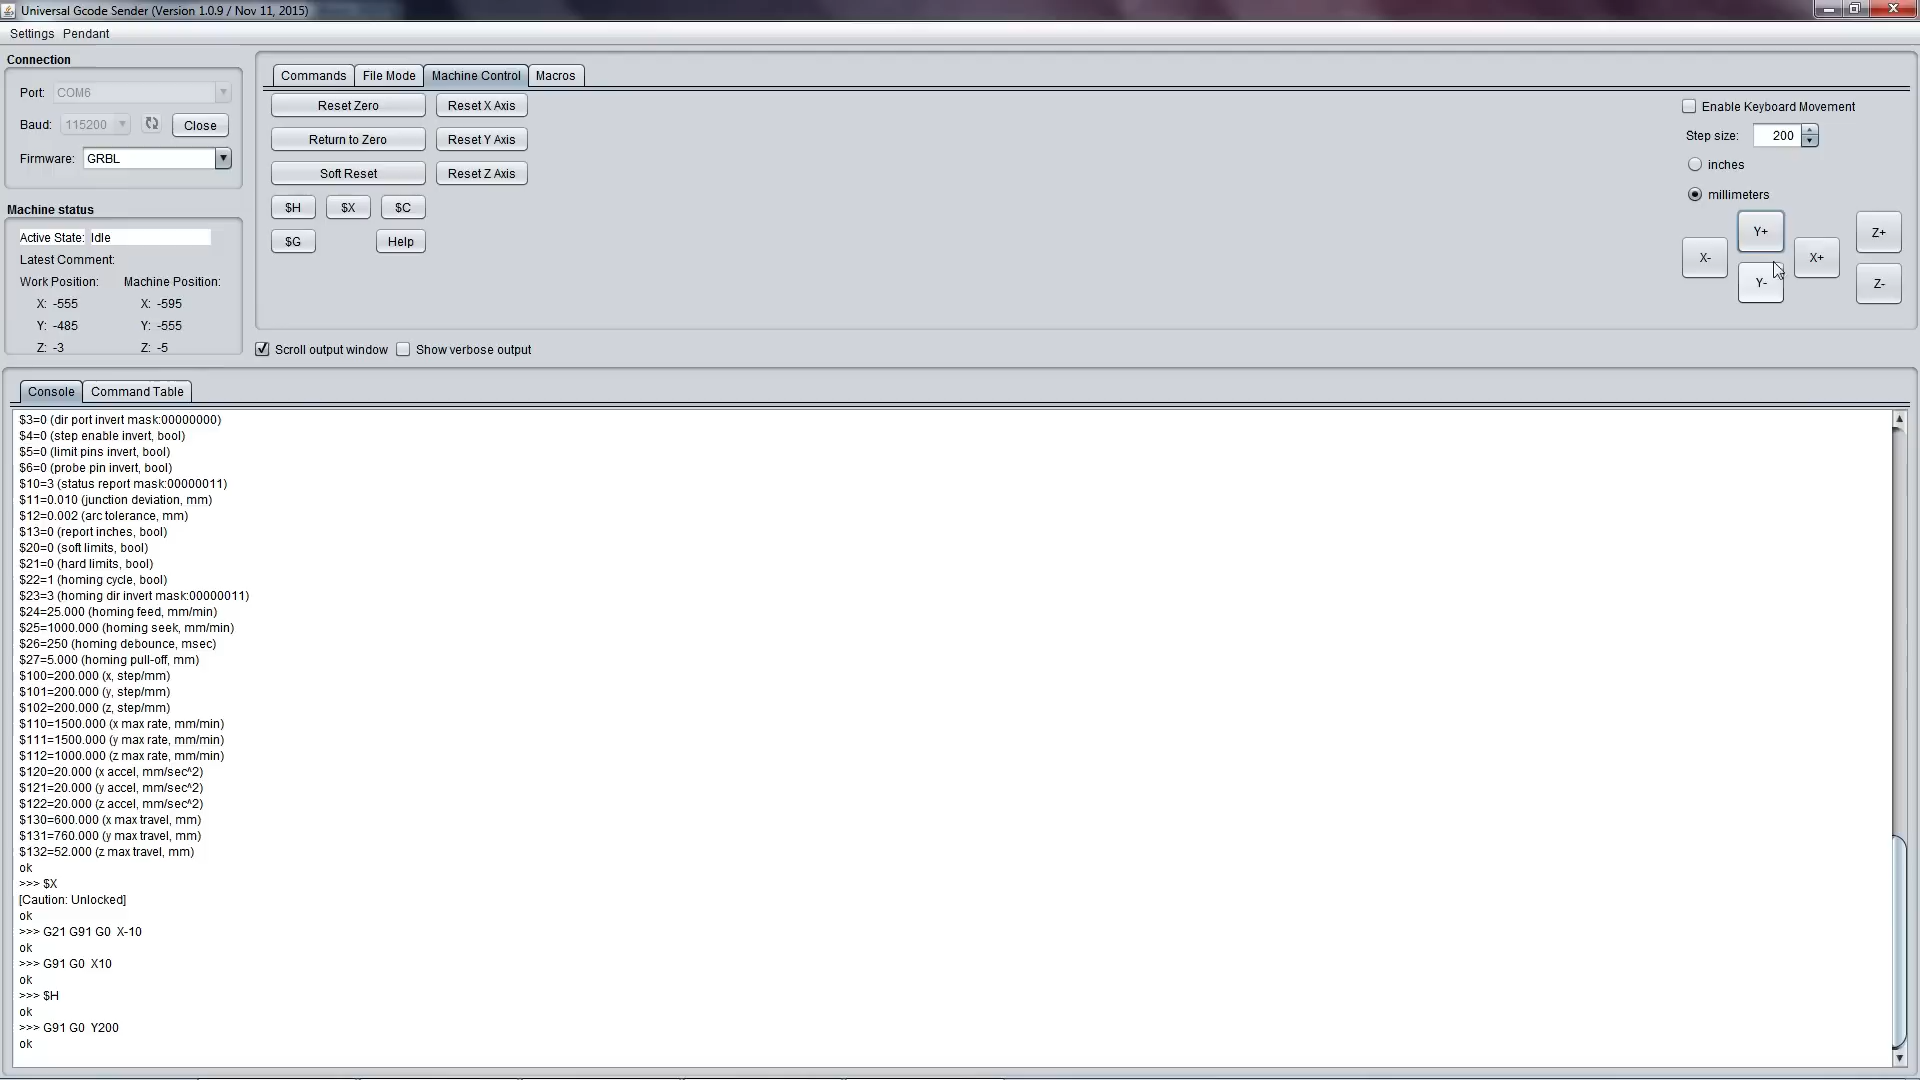 Universal Gcode Sender (Version 1.0.9 / Nov 11, 2015)
Settings Pendant
Connection
Port: COM6
Baud: 115200 Close
Firmware: GRBL
Machine status
Active State: Idle
Latest Comment:
Work Position: Machine Position:
X: -555 X: -595
Y: -485 Y: -555
Z: -3 Z: -5
Commands File Mode Machine Control Macros
Reset Zero Reset X Axis
Return to Zero Reset Y Axis
Soft Reset Reset Z Axis
$H $X $C
$G Help
Enable Keyboard Movement
Step size: 200
inches
millimeters
Y+ Z+
X- X+
Y- Z-
Scroll output window Show verbose output
Console Command Table
$3=0 (dir port invert mask:00000000)
$4=0 (step enable invert, bool)
$5=0 (limit pins invert, bool)
$6=0 (probe pin invert, bool)
$10=3 (status report mask:00000011)
$11=0.010 (junction deviation, mm)
$12=0.002 (arc tolerance, mm)
$13=0 (report inches, bool)
$20=0 (soft limits, bool)
$21=0 (hard limits, bool)
$22=1 (homing cycle, bool)
$23=3 (homing dir invert mask:00000011)
$24=25.000 (homing feed, mm/min)
$25=1000.000 (homing seek, mm/min)
$26=250 (homing debounce, msec)
$27=5.000 (homing pull-off, mm)
$100=200.000 (x, step/mm)
$101=200.000 (y, step/mm)
$102=200.000 (z, step/mm)
$110=1500.000 (x max rate, mm/min)
$111=1500.000 (y max rate, mm/min)
$112=1000.000 (z max rate, mm/min)
$120=20.000 (x accel, mm/sec^2)
$121=20.000 (y accel, mm/sec^2)
$122=20.000 (z accel, mm/sec^2)
$130=600.000 (x max travel, mm)
$131=760.000 (y max travel, mm)
$132=52.000 (z max travel, mm)
ok
>>> $X
[Caution: Unlocked]
ok
>>> G21 G91 G0  X-10
ok
>>> G91 G0  X10
ok
>>> $H
ok
>>> G91 G0  Y200
ok